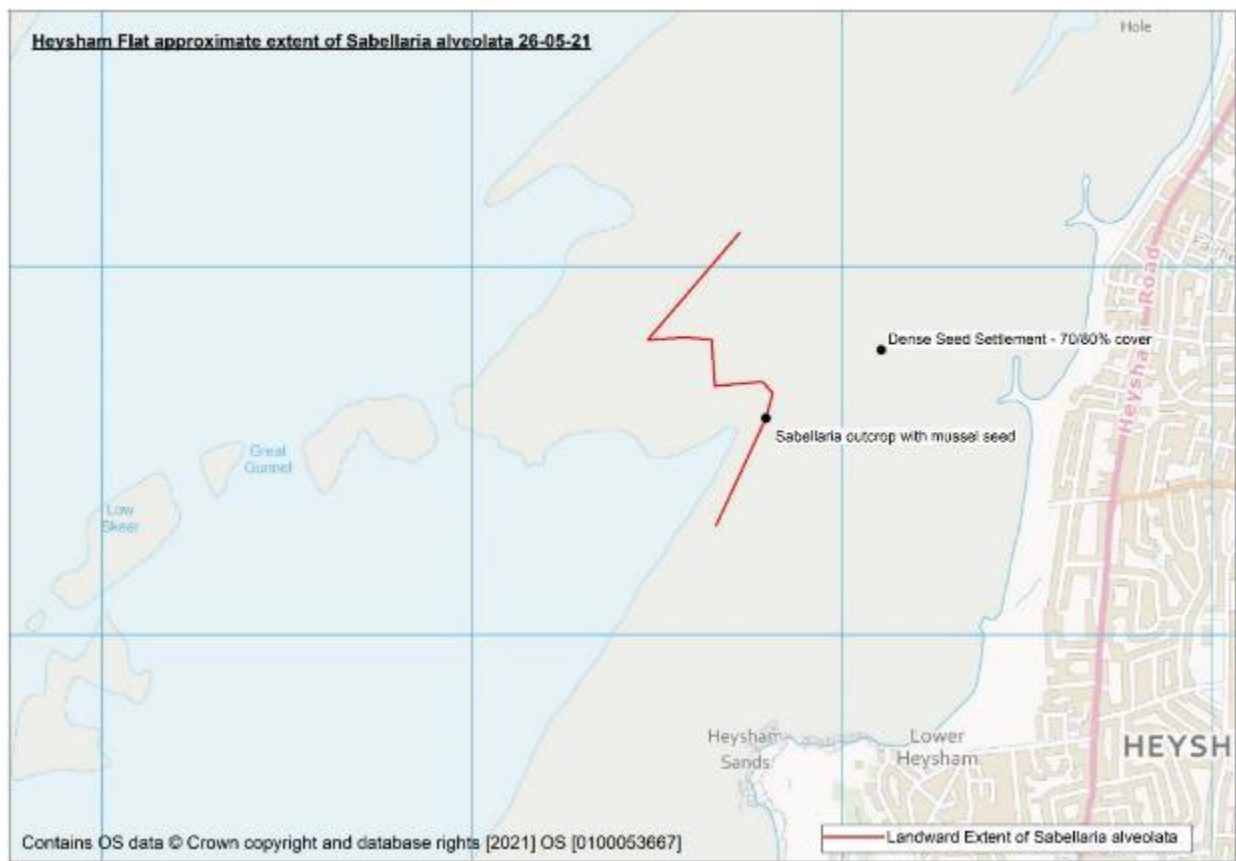 Heysham Flat approximate extent of Sabellaria alveolata 26-05-21
Hole
Heysham Road
Dense Seed Settlement - 70/80% cover
Sabellaria outcrop with mussel seed
Great
Gunnel
Low
Skeer
Heysham
Sands
Lower
Heysham
HEYSH
Contains OS data © Crown copyright and database rights [2021] OS [0100053667]
Landward Extent of Sabellaria alveolata